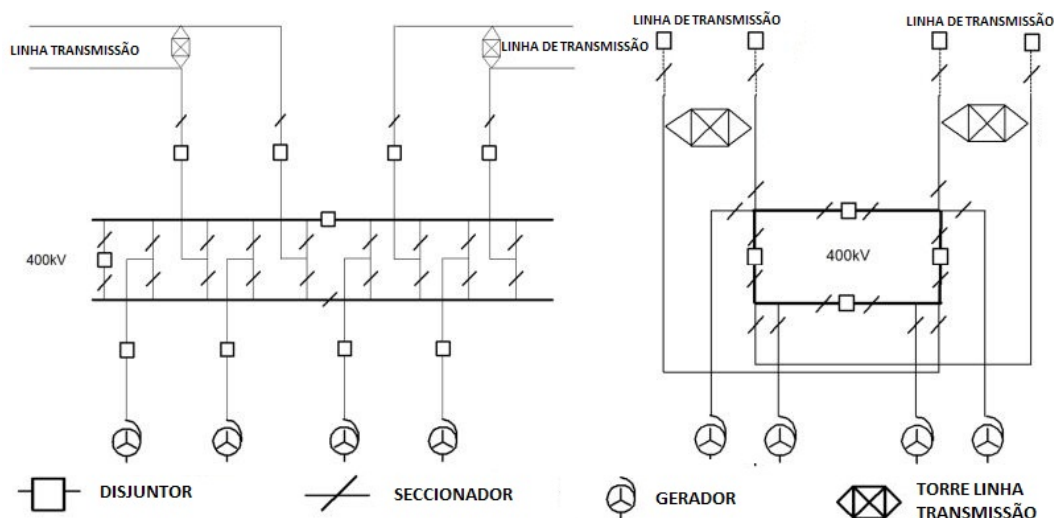 LINHA TRANSMISSÃO
LINHA DE TRANSMISSÃO
400kV
LINHA DE TRANSMISSÃO
LINHA DE TRANSMISSÃO
400kV
DISJUNTOR
SECCIONADOR
GERADOR
TORRE LINHA
TRANSMISSÃO